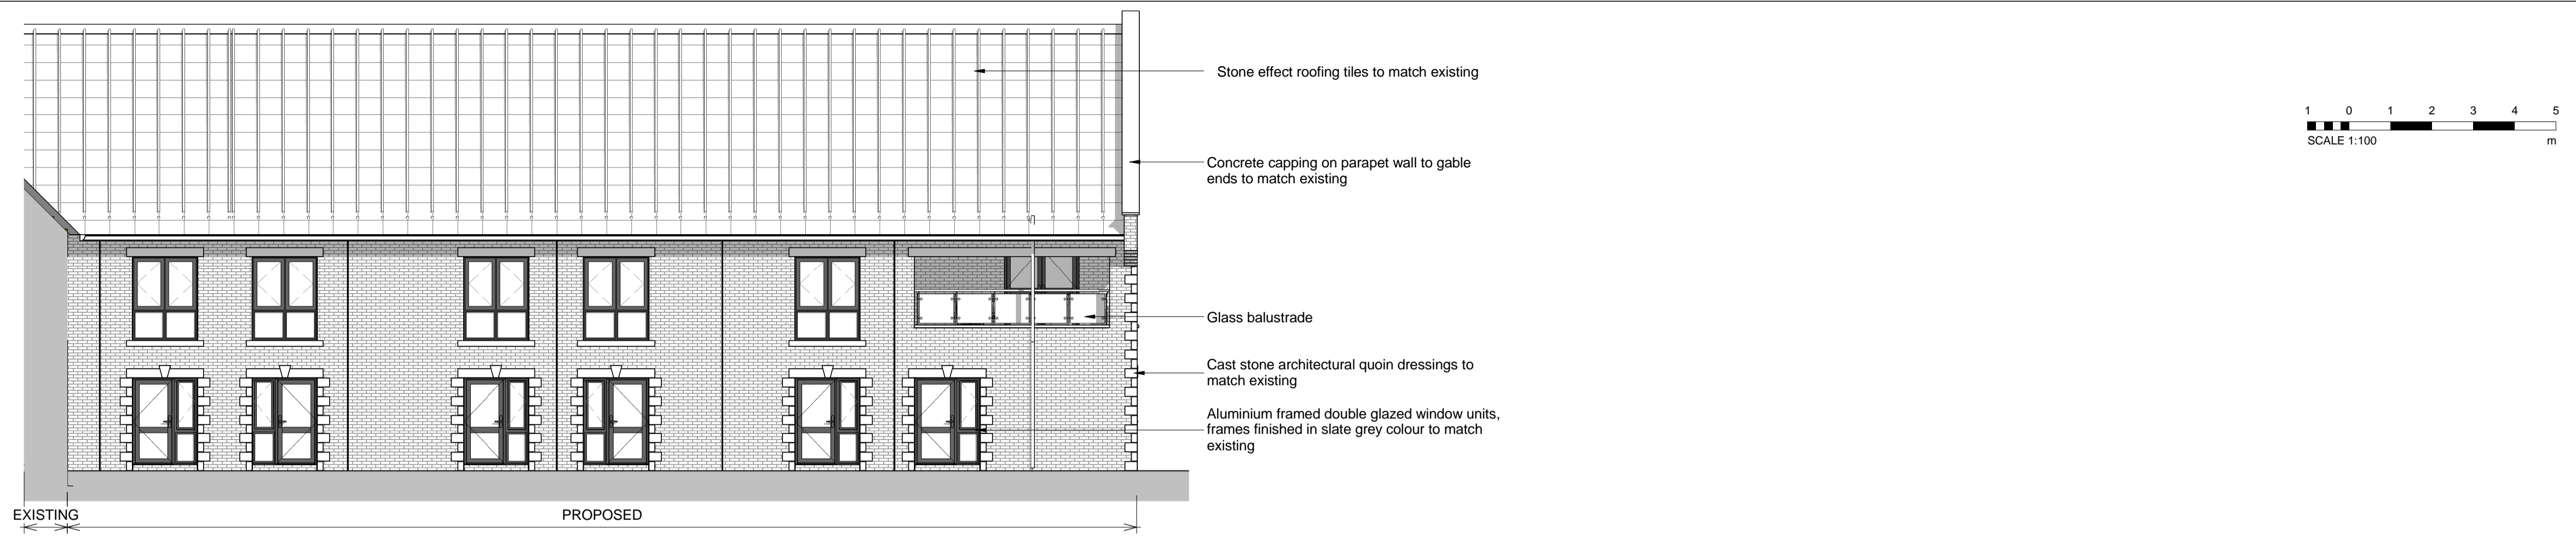 Stone effect roofing tiles to match existing
1 0 1 2 3 4 5
SCALE 1:100 m
Concrete capping on parapet wall to gable
ends to match existing
Glass balustrade
Cast stone architectural quoin dressings to
match existing
Aluminium framed double glazed window units,
frames finished in slate grey colour to match
existing
EXISTING PROPOSED